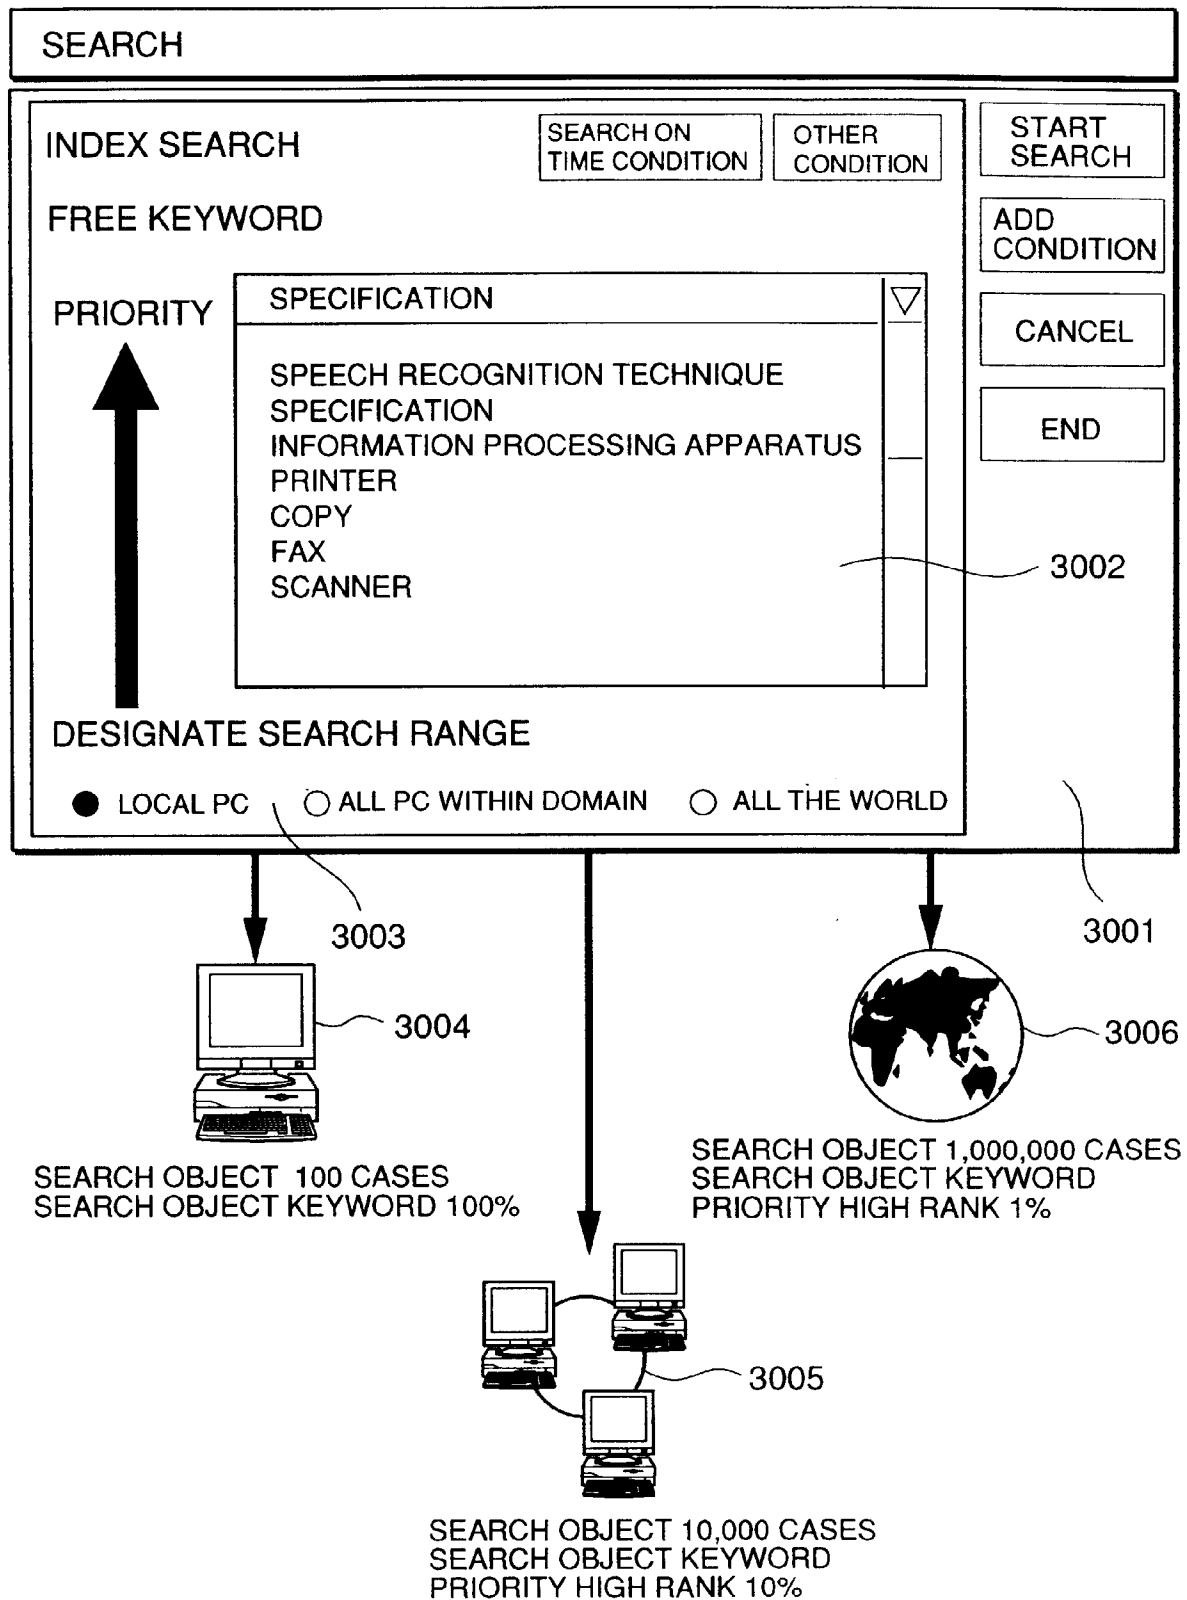 SEARCH
INDEX SEARCH
SEARCH ON
TIME CONDITION
OTHER
CONDITION
START
SEARCH
FREE KEYWORD
ADD
CONDITION
PRIORITY
SPECIFICATION
CANCEL
SPEECH RECOGNITION TECHNIQUE
SPECIFICATION
INFORMATION PROCESSING APPARATUS
PRINTER
COPY
FAX
SCANNER
END
3002
DESIGNATE SEARCH RANGE
LOCAL PC
ALL PC WITHIN DOMAIN
ALL THE WORLD
3003
3001
3004
3006
SEARCH OBJECT 100 CASES
SEARCH OBJECT KEYWORD 100%
SEARCH OBJECT 1,000,000 CASES
SEARCH OBJECT KEYWORD
PRIORITY HIGH RANK 1%
3005
SEARCH OBJECT 10,000 CASES
SEARCH OBJECT KEYWORD
PRIORITY HIGH RANK 10%